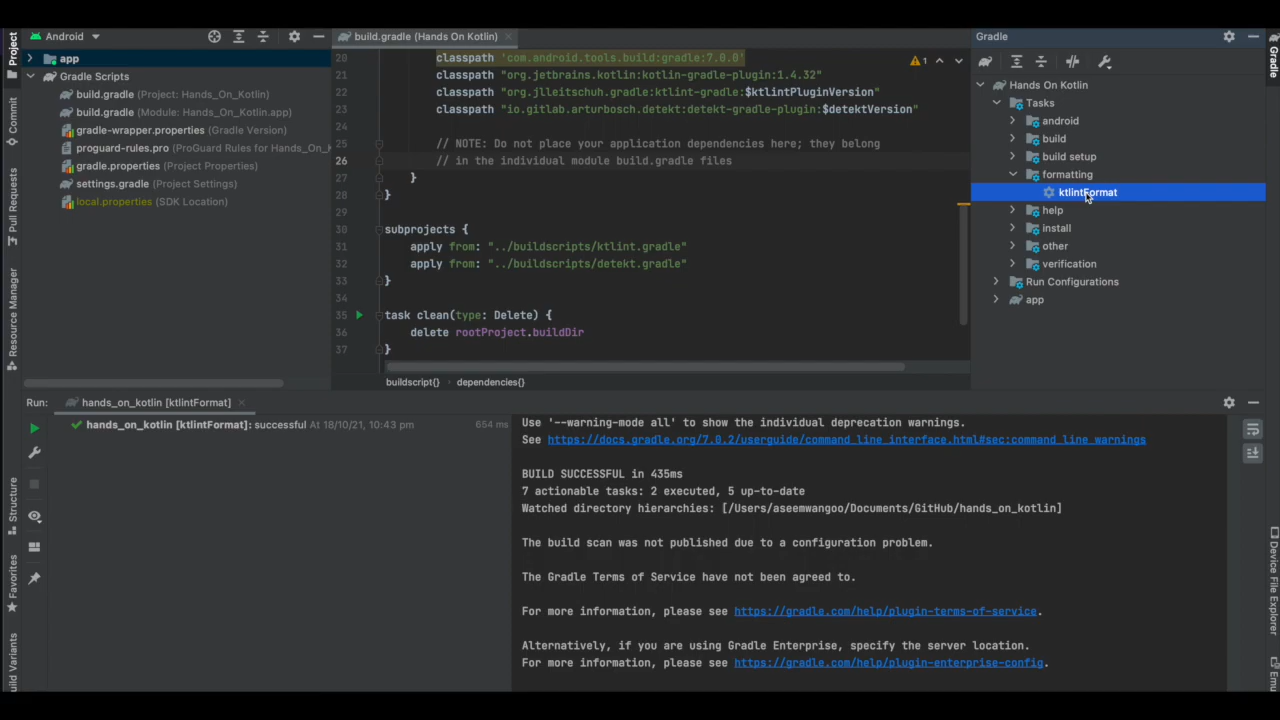 Project
Commit
Pull Requests
Resource Manager
Structure
Favorites
Build Variants
Android
app
Gradle Scripts
build.gradle (Project: Hands_On_Kotlin)
build.gradle (Module: Hands_On_Kotlin.app)
gradle-wrapper.properties (Gradle Version)
proguard-rules.pro (ProGuard Rules for Hands_On_K
gradle.properties (Project Properties)
settings.gradle (Project Settings)
local.properties (SDK Location)
build.gradle (Hands On Kotlin)
1
20 classpath 'com.android.tools.build:gradle:7.0.0'
21 classpath "org.jetbrains.kotlin:kotlin-gradle-plugin:1.4.32"
22 classpath "org.jlleitschuh.gradle:ktlint-gradle:$ktlintPluginVersion"
23 classpath "io.gitlab.arturbosch.detekt:detekt-gradle-plugin:$detektVersion"
24
25 // NOTE: Do not place your application dependencies here; they belong
26 // in the individual module build.gradle files
27 }
28 }
29
30 subprojects {
31 apply from: "../buildscripts/ktlint.gradle"
32 apply from: "../buildscripts/detekt.gradle"
33 }
34
35 task clean(type: Delete) {
36 delete rootProject.buildDir
37 }
buildscript{} › dependencies{}
Gradle
Hands On Kotlin
Tasks
android
build
build setup
formatting
ktlintFormat
help
install
other
verification
Run Configurations
app
Gradle
Device File Explorer
Emu
Run: hands_on_kotlin [ktlintFormat]
hands_on_kotlin [ktlintFormat]: successful At 18/10/21, 10:43 pm 654 ms
Use '--warning-mode all' to show the individual deprecation warnings.
See https://docs.gradle.org/7.0.2/userguide/command_line_interface.html#sec:command_line_warnings
BUILD SUCCESSFUL in 435ms
7 actionable tasks: 2 executed, 5 up-to-date
Watched directory hierarchies: [/Users/aseemwangoo/Documents/GitHub/hands_on_kotlin]
The build scan was not published due to a configuration problem.
The Gradle Terms of Service have not been agreed to.
For more information, please see https://gradle.com/help/plugin-terms-of-service.
Alternatively, if you are using Gradle Enterprise, specify the server location.
For more information, please see https://gradle.com/help/plugin-enterprise-config.